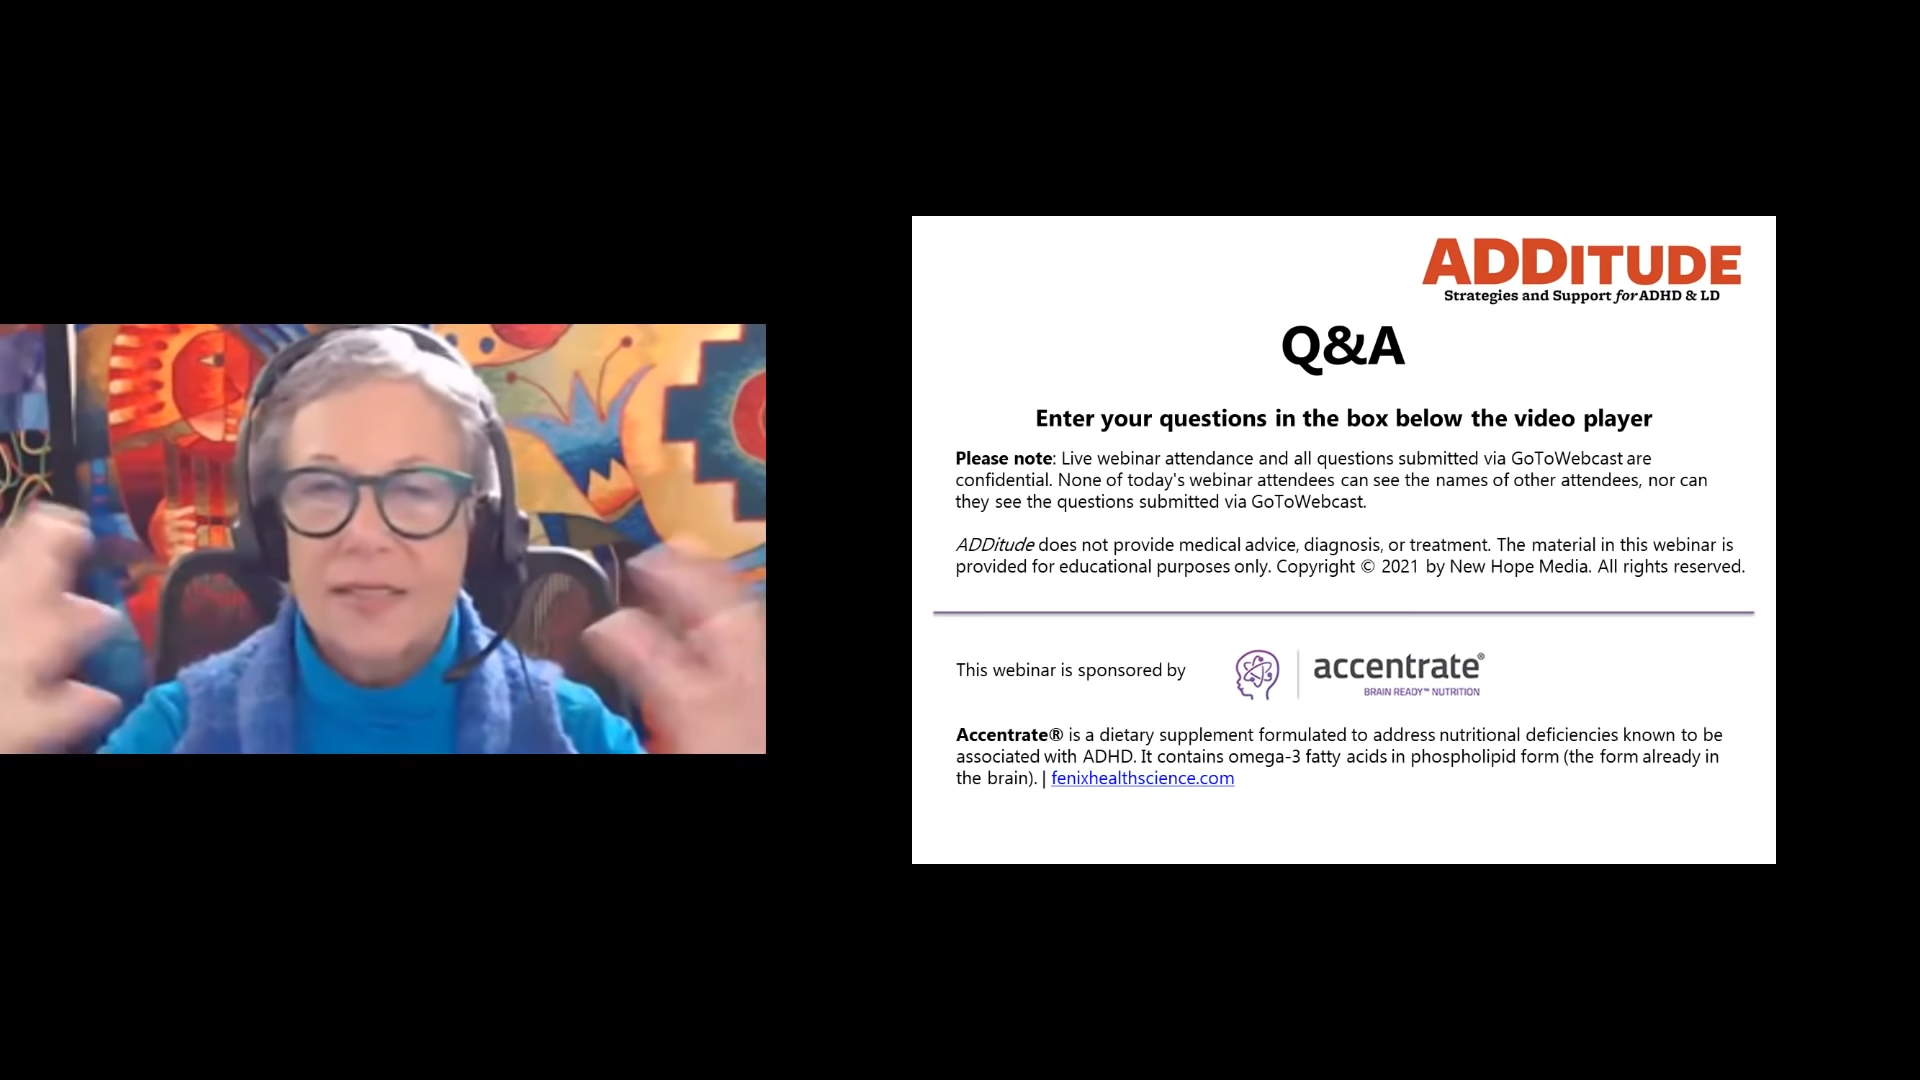 ADDITUDE
Strategies and Support for ADHD & LD
Q&A
Enter your questions in the box below the video player
Please note: Live webinar attendance and all questions submitted via GoToWebcast are
confidential. None of today's webinar attendees can see the names of other attendees, nor can
they see the questions submitted via GoToWebcast.
ADDitude does not provide medical advice, diagnosis, or treatment. The material in this webinar is
provided for educational purposes only. Copyright © 2021 by New Hope Media. All rights reserved.
This webinar is sponsored by
accentrate®
BRAIN READY™ NUTRITION
Accentrate® is a dietary supplement formulated to address nutritional deficiencies known to be
associated with ADHD. It contains omega-3 fatty acids in phospholipid form (the form already in
the brain). | fenixhealthscience.com